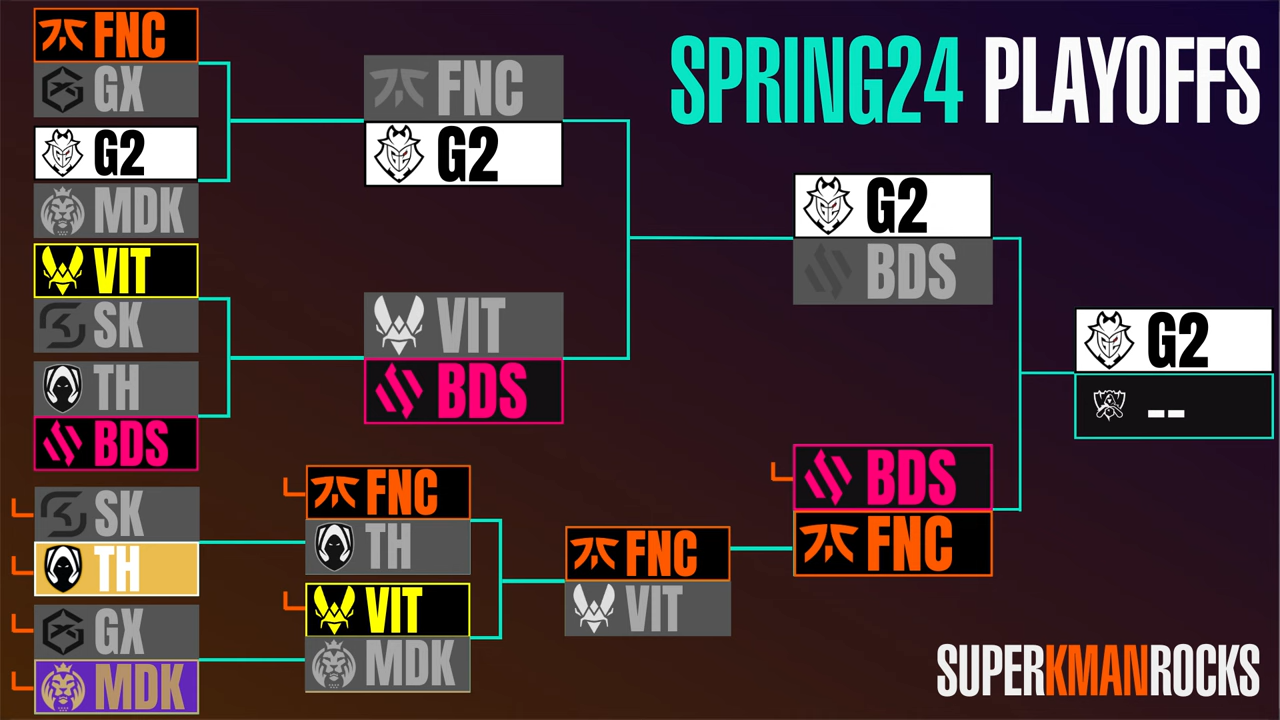 SPRING24 PLAYOFFS
FNC
GX
G2
MDK
VIT
SK
TH
BDS
SK
TH
GX
MDK
FNC
G2
VIT
BDS
FNC
TH
VIT
MDK
FNC
VIT
G2
BDS
BDS
FNC
G2
--
SUPERKMANROCKS